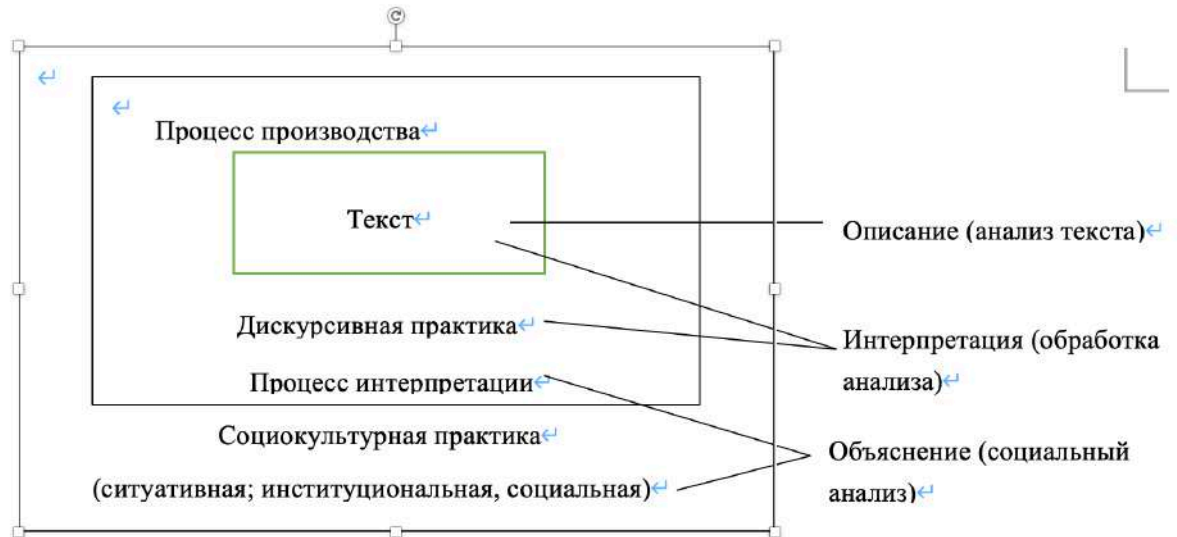 Процесс производства
Текст
Описание (анализ текста)
Дискурсивная практика
Интерпретация (обработка
анализа)
Процесс интерпретации
Социокультурная практика
(ситуативная; институциональная, социальная)
Объяснение (социальный
анализ)